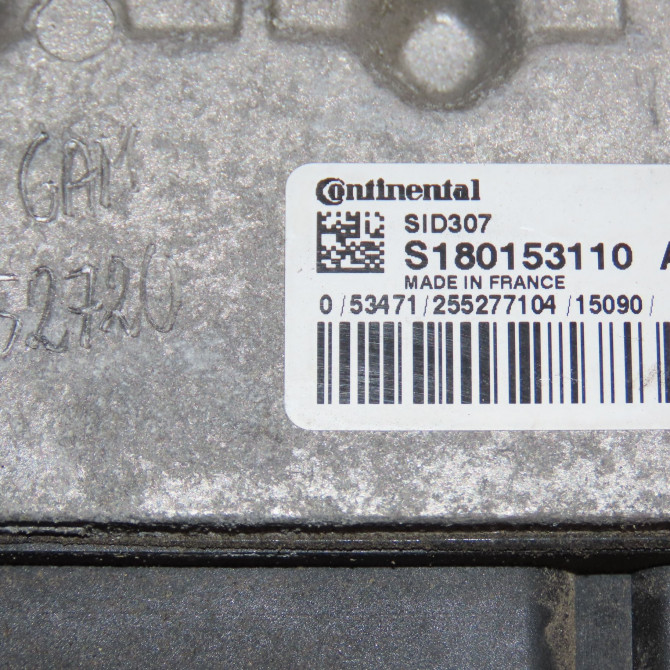 GAM
52720
Continental
SID307
S180153110 A
MADE IN FRANCE
0/53471/255277104/15090/